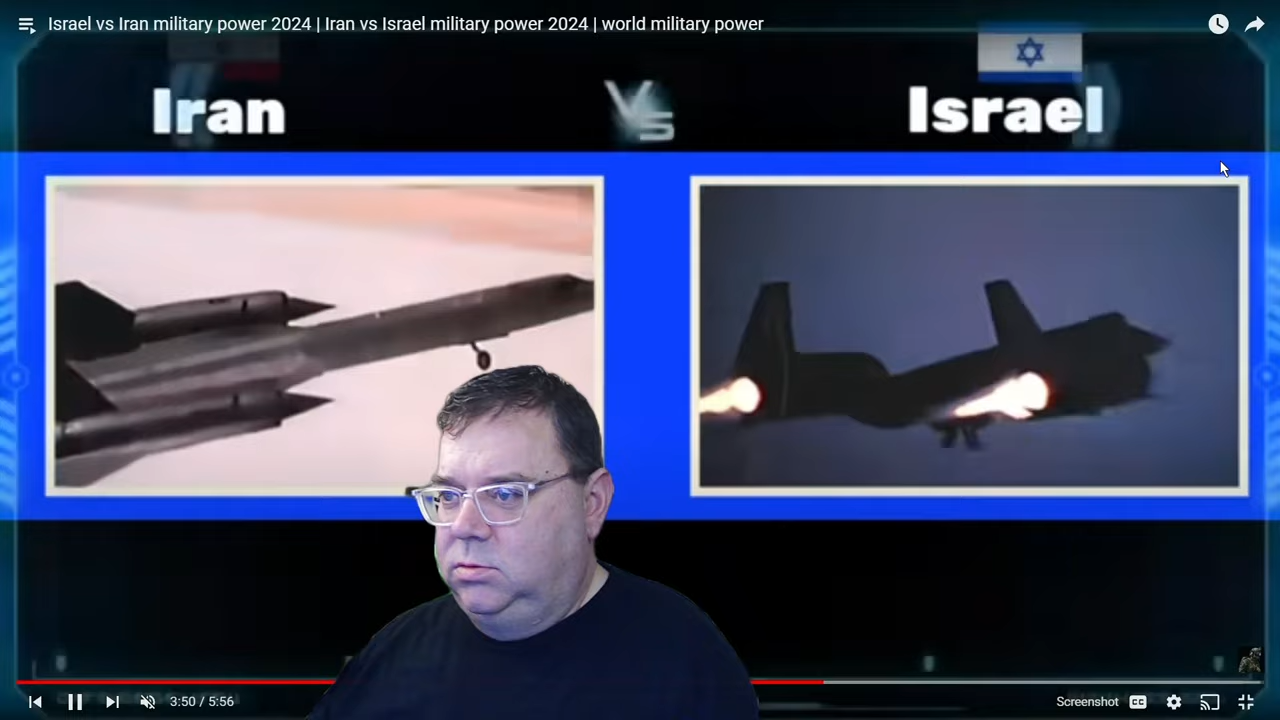 Israel vs Iran military power 2024 | Iran vs Israel military power 2024 | world military power
Iran
VS
Israel
3:50 / 5:56
Screenshot
CC